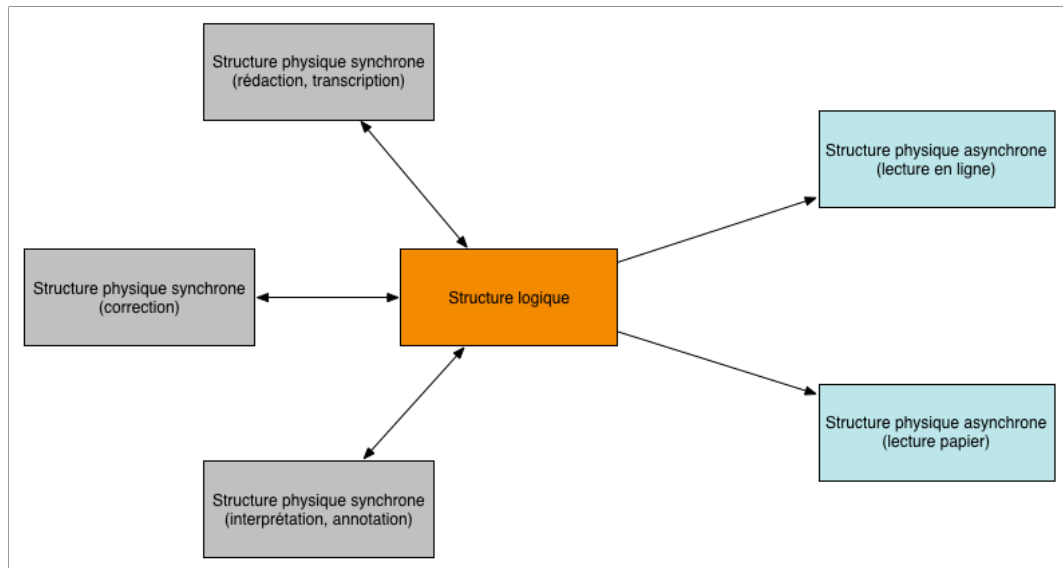 Structure physique synchrone
(rédaction, transcription)
Structure physique asynchrone
(lecture en ligne)
Structure physique synchrone
(correction)
Structure logique
Structure physique asynchrone
(lecture papier)
Structure physique synchrone
(interprétation, annotation)